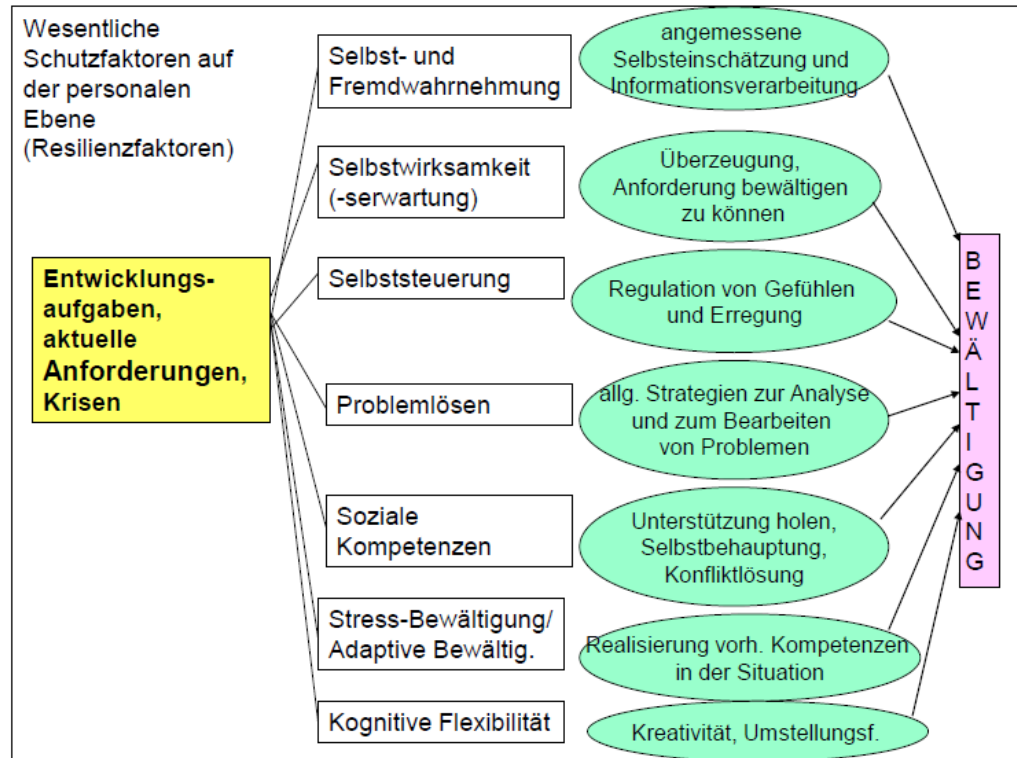 Wesentliche
Schutzfaktoren auf
der personalen
Ebene
(Resilienzfaktoren)
Entwicklungs-
aufgaben,
aktuelle
Anforderungen,
Krisen
Selbst- und
Fremdwahrnehmung
angemessene
Selbsteinschätzung und
Informationsverarbeitung
Selbstwirksamkeit
(-serwartung)
Überzeugung,
Anforderung bewältigen
zu können
Selbststeuerung
Regulation von Gefühlen
und Erregung
Problemlösen
allg. Strategien zur Analyse
und zum Bearbeiten
von Problemen
Soziale
Kompetenzen
Unterstützung holen,
Selbstbehauptung,
Konfliktlösung
Stress-Bewältigung/
Adaptive Bewältig.
Realisierung vorh. Kompetenzen
in der Situation
Kognitive Flexibilität
Kreativität, Umstellungsf.
B
E
W
Ä
L
T
I
G
U
N
G